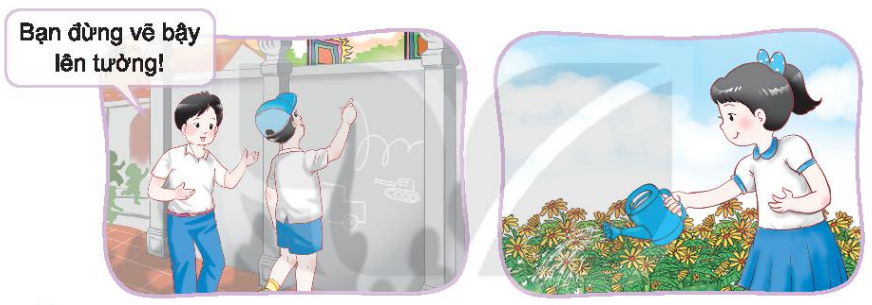 Bạn đừng vẽ bậy
lên tường!